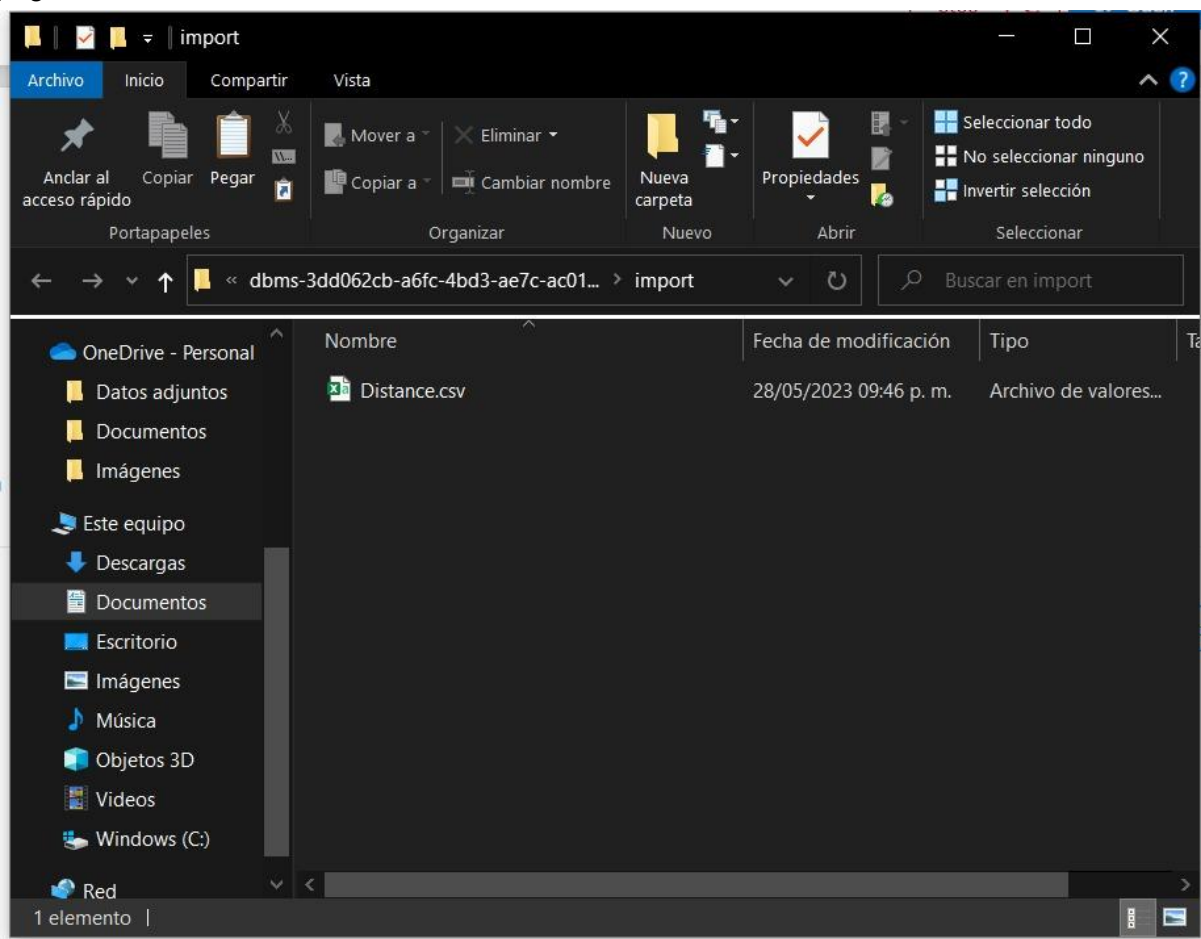 import
Archivo Inicio Compartir Vista
Anclar al acceso rápido
Copiar
Pegar
Portapapeles
Mover a
Copiar a
Eliminar
Cambiar nombre
Organizar
Nueva carpeta
Nuevo
Propiedades
Abrir
Seleccionar todo
No seleccionar ninguno
Invertir selección
Seleccionar
« dbms-3dd062cb-a6fc-4bd3-ae7c-ac01... > import
Buscar en import
OneDrive - Personal
Datos adjuntos
Documentos
Imágenes
Este equipo
Descargas
Documentos
Escritorio
Imágenes
Música
Objetos 3D
Videos
Windows (C:)
Red
Nombre Fecha de modificación Tipo
Distance.csv 28/05/2023 09:46 p. m. Archivo de valores...
1 elemento